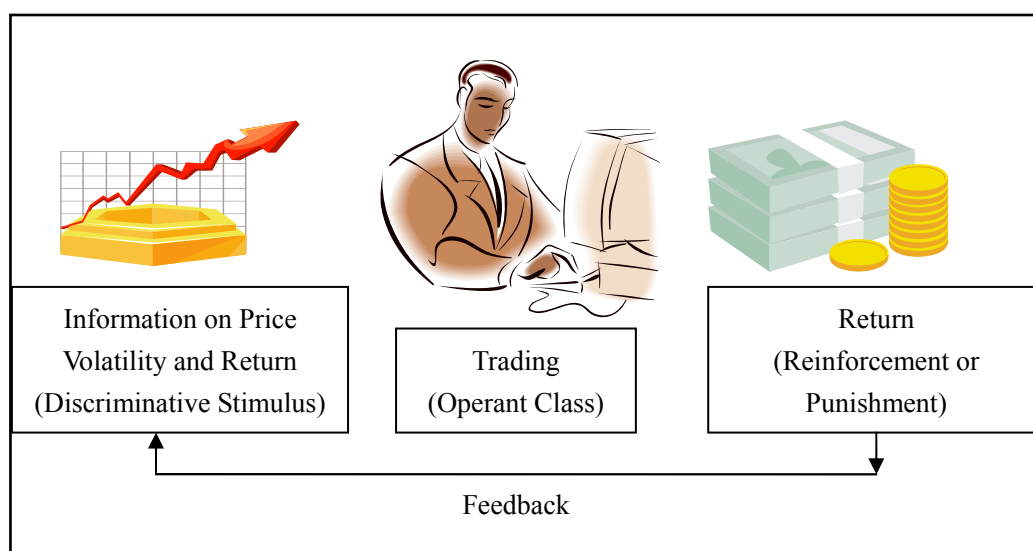 Information on Price
Volatility and Return
(Discriminative Stimulus)
Trading
(Operant Class)
Return
(Reinforcement or
Punishment)
Feedback